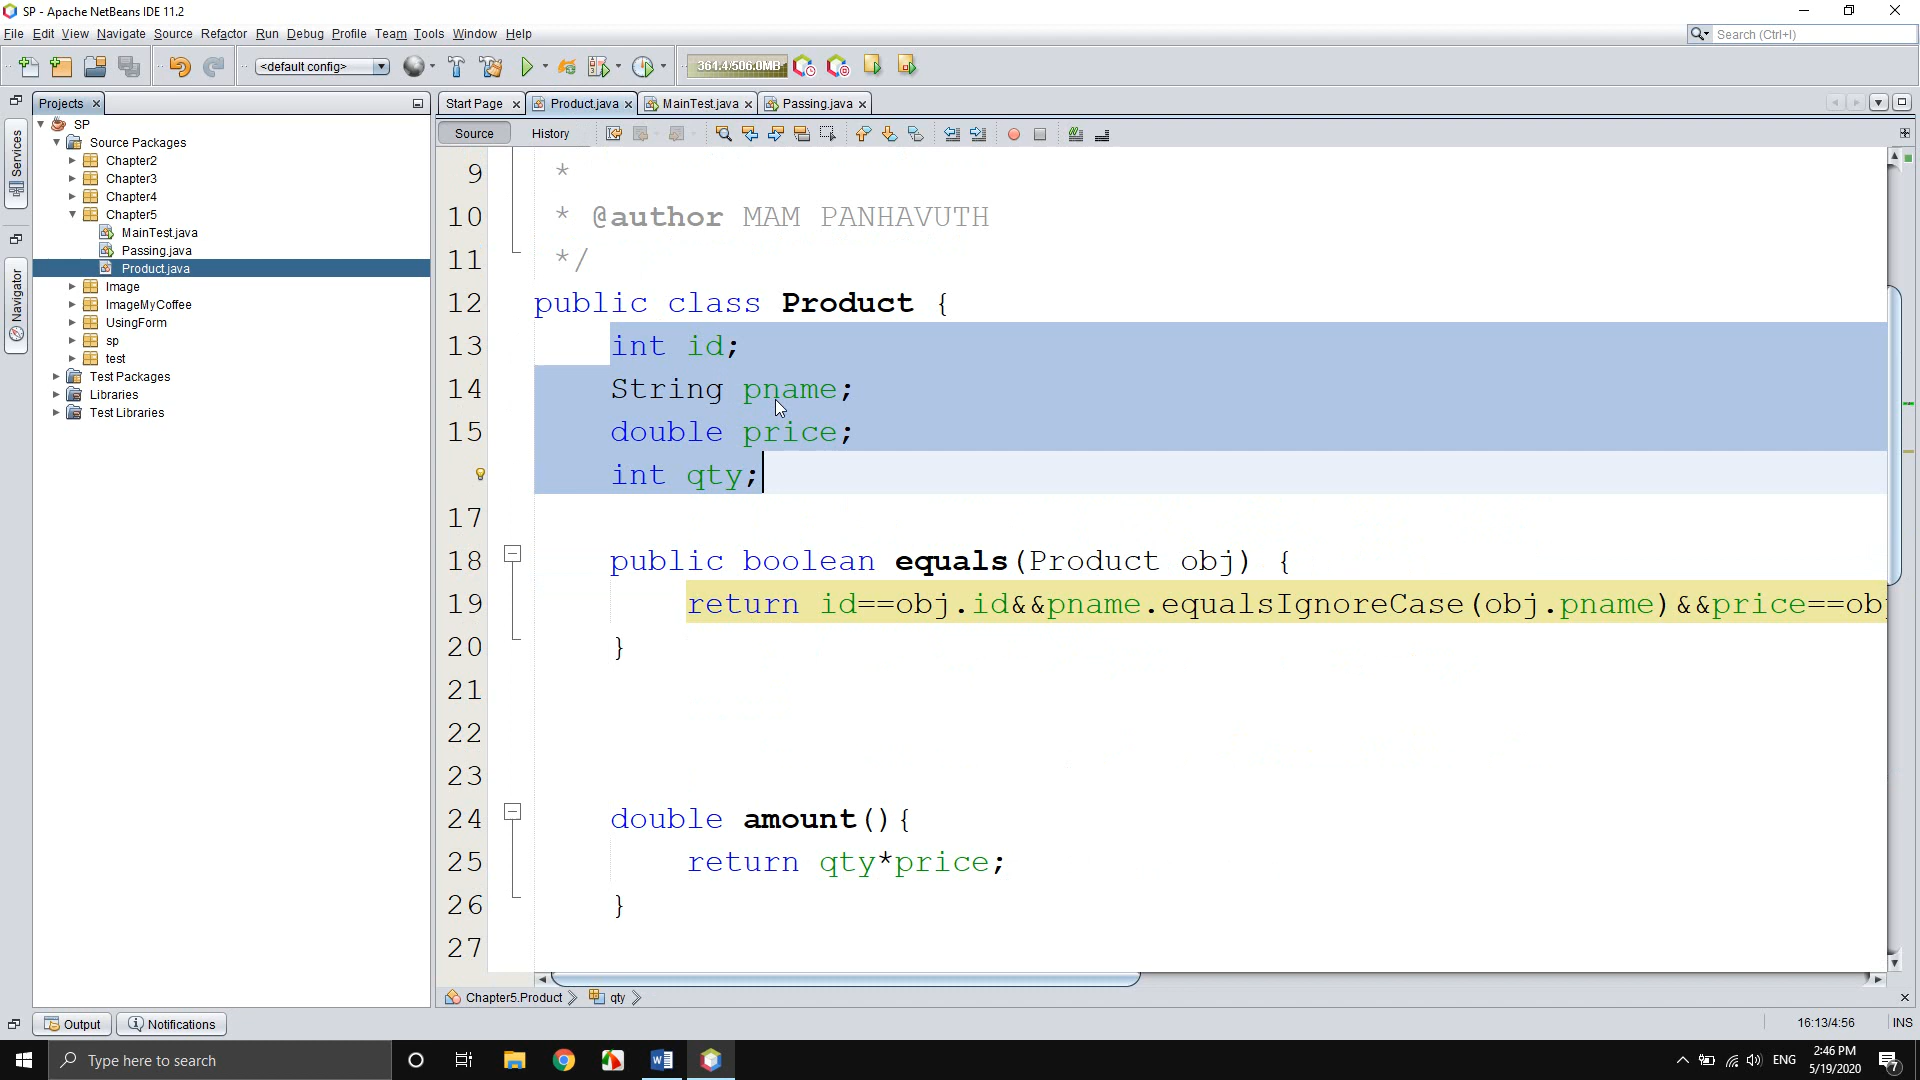 SP - Apache NetBeans IDE 11.2
File Edit View Navigate Source Refactor Run Debug Profile Team Tools Window Help
Search (Ctrl+I)
<default config>
361.4/506.0MB
Projects
Start Page
Product.java
MainTest.java
Passing.java
Source
History
Services
Navigator
SP
Source Packages
Chapter2
Chapter3
Chapter4
Chapter5
MainTest.java
Passing.java
Product.java
Image
ImageMyCoffee
UsingForm
sp
test
Test Packages
Libraries
Test Libraries
9 *
10 * @author MAM PANHAVUTH
11 */
12 public class Product {
13 int id;
14 String pname;
15 double price;
int qty;
17
18 public boolean equals(Product obj) {
19 return id==obj.id&&pname.equalsIgnoreCase(obj.pname)&&price==ob
20 }
21
22
23
24 double amount(){
25 return qty*price;
26 }
27
Chapter5.Product
qty
Output
Notifications
16:13/4:56
INS
Type here to search
ENG
2:46 PM
5/19/2020
7